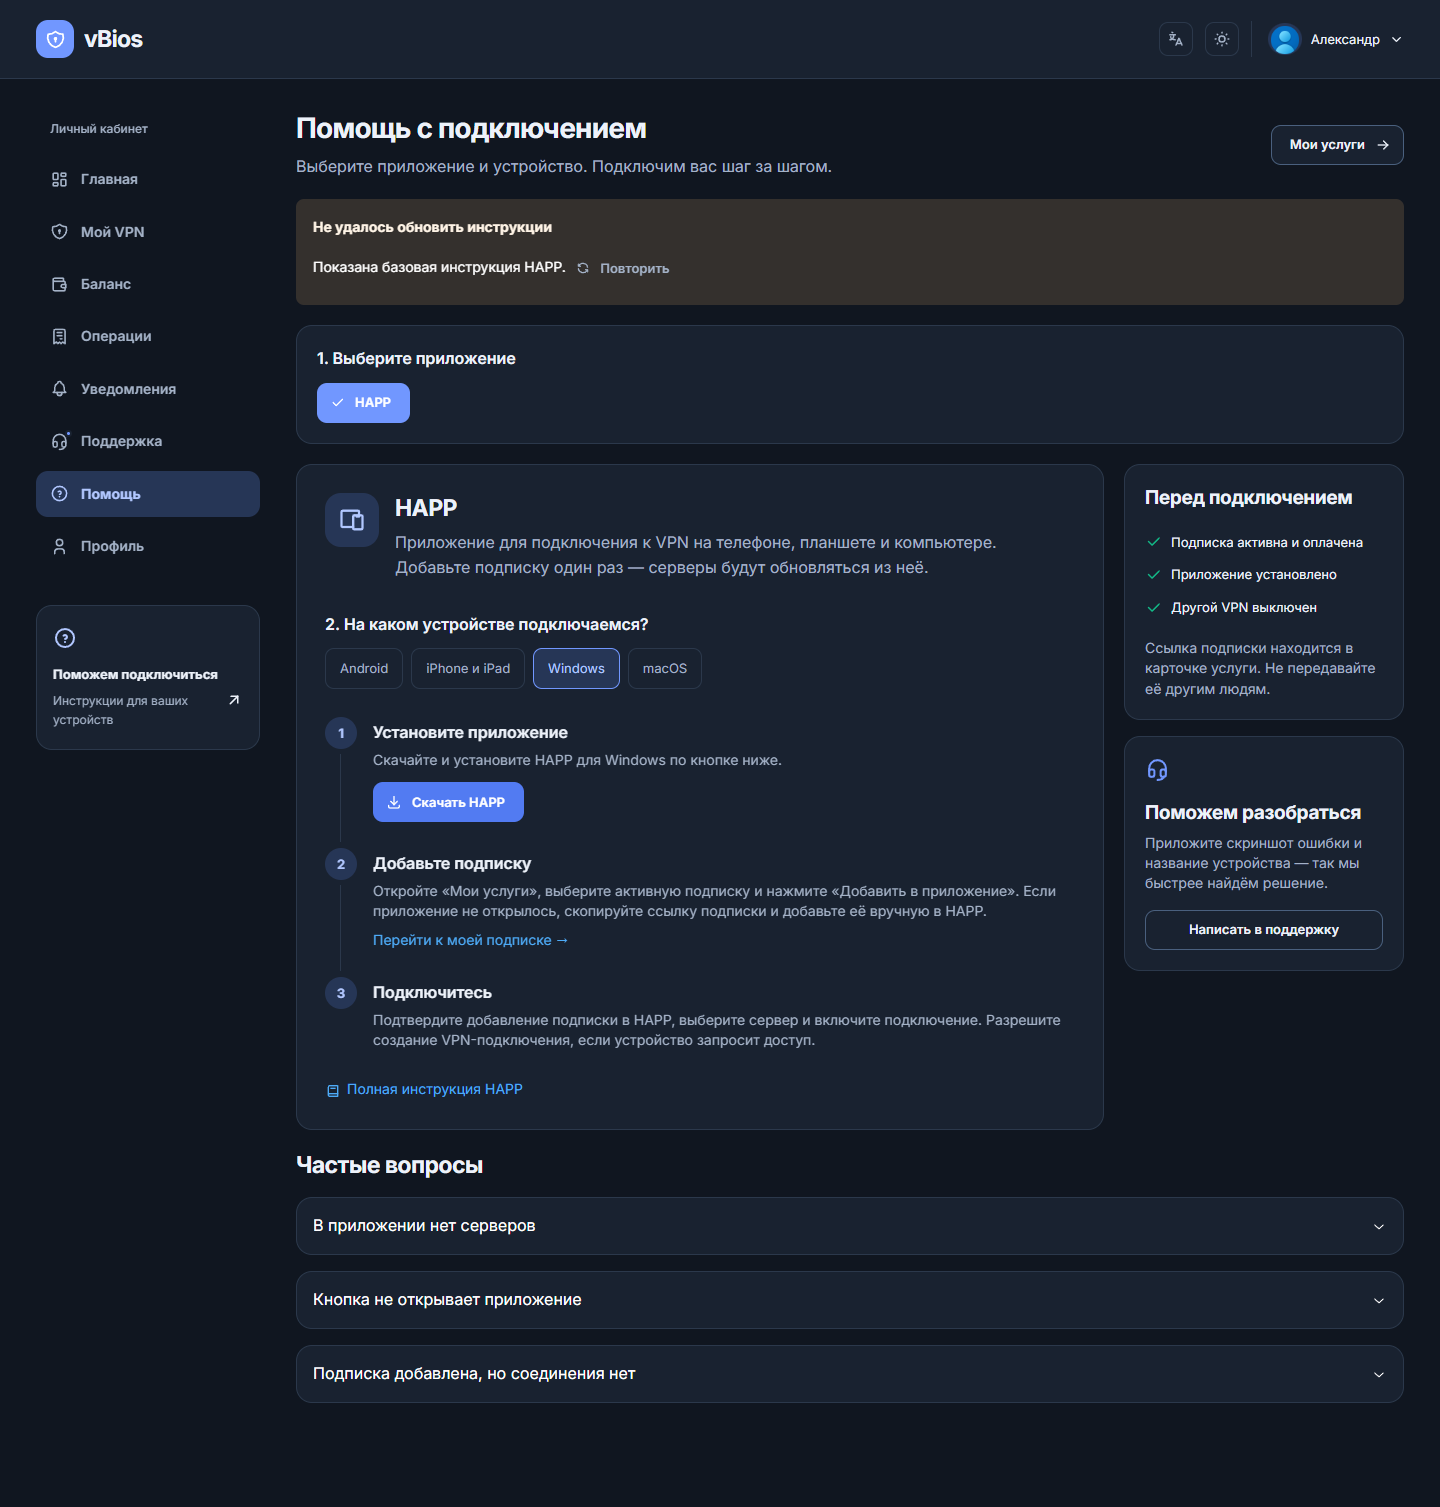 vBios
Александр
Личный кабинет
Главная
Мой VPN
Баланс
Операции
Уведомления
Поддержка
Помощь
Профиль
Поможем подключиться
Инструкции для ваших
устройств
Помощь с подключением
Выберите приложение и устройство. Подключим вас шаг за шагом.
Мои услуги
Не удалось обновить инструкции
Показана базовая инструкция HAPP. Повторить
1. Выберите приложение
HAPP
HAPP
Приложение для подключения к VPN на телефоне, планшете и компьютере.
Добавьте подписку один раз — серверы будут обновляться из неё.
2. На каком устройстве подключаемся?
Android
iPhone и iPad
Windows
macOS
1
Установите приложение
Скачайте и установите HAPP для Windows по кнопке ниже.
Скачать HAPP
2
Добавьте подписку
Откройте «Мои услуги», выберите активную подписку и нажмите «Добавить в приложение». Если
приложение не открылось, скопируйте ссылку подписки и добавьте её вручную в HAPP.
Перейти к моей подписке →
3
Подключитесь
Подтвердите добавление подписки в HAPP, выберите сервер и включите подключение. Разрешите
создание VPN-подключения, если устройство запросит доступ.
Полная инструкция HAPP
Перед подключением
Подписка активна и оплачена
Приложение установлено
Другой VPN выключен
Ссылка подписки находится в
карточке услуги. Не передавайте
её другим людям.
Поможем разобраться
Приложите скриншот ошибки и
название устройства — так мы
быстрее найдём решение.
Написать в поддержку
Частые вопросы
В приложении нет серверов
Кнопка не открывает приложение
Подписка добавлена, но соединения нет